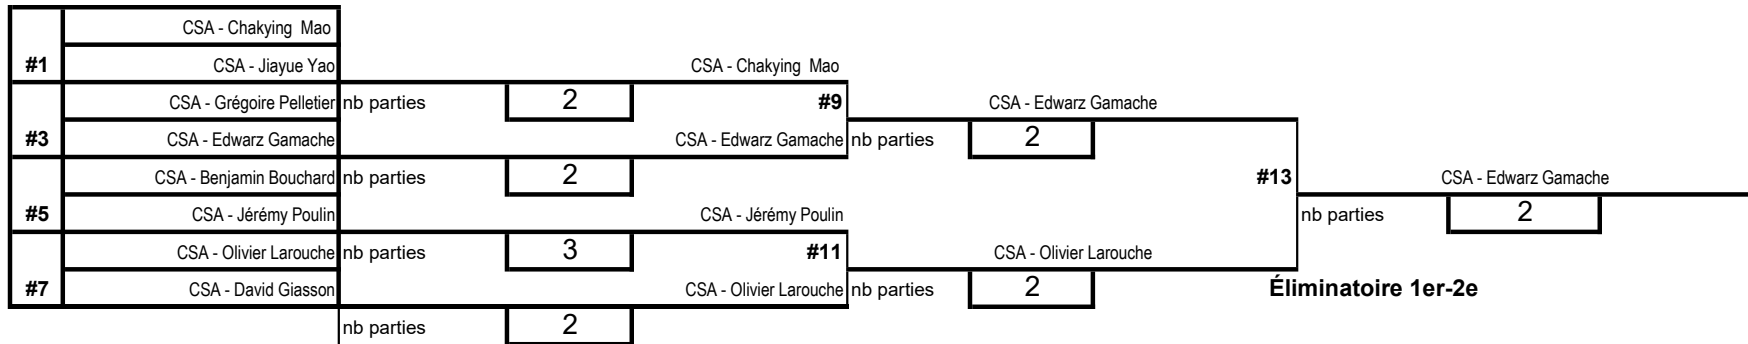 CSA - Chakying  Mao
#1 CSA - Jiayue Yao CSA - Chakying  Mao
CSA - Grégoire Pelletier nb parties 2 #9 CSA - Edwarz Gamache
#3 CSA - Edwarz Gamache CSA - Edwarz Gamache nb parties 2
CSA - Benjamin Bouchard nb parties 2 #13 CSA - Edwarz Gamache
#5 CSA - Jérémy Poulin CSA - Jérémy Poulin nb parties 2
CSA - Olivier Larouche nb parties 3 #11 CSA - Olivier Larouche
#7 CSA - David Giasson CSA - Olivier Larouche nb parties 2 Éliminatoire 1er-2e
nb parties 2